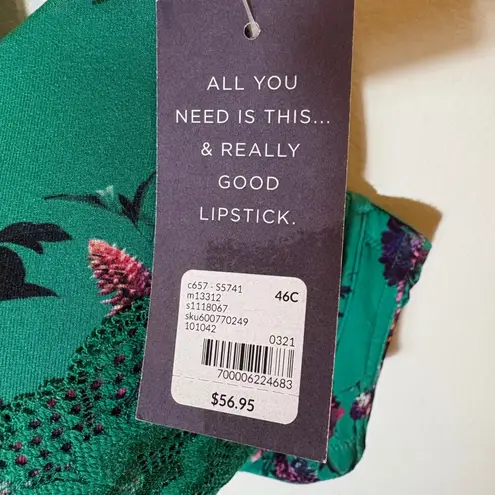 ALL YOU
NEED IS THIS...
& REALLY
GOOD
LIPSTICK.
c657 - S5741
m13312
46C
s1118067
sku600770249
101042
0321
700006224683
$56.95